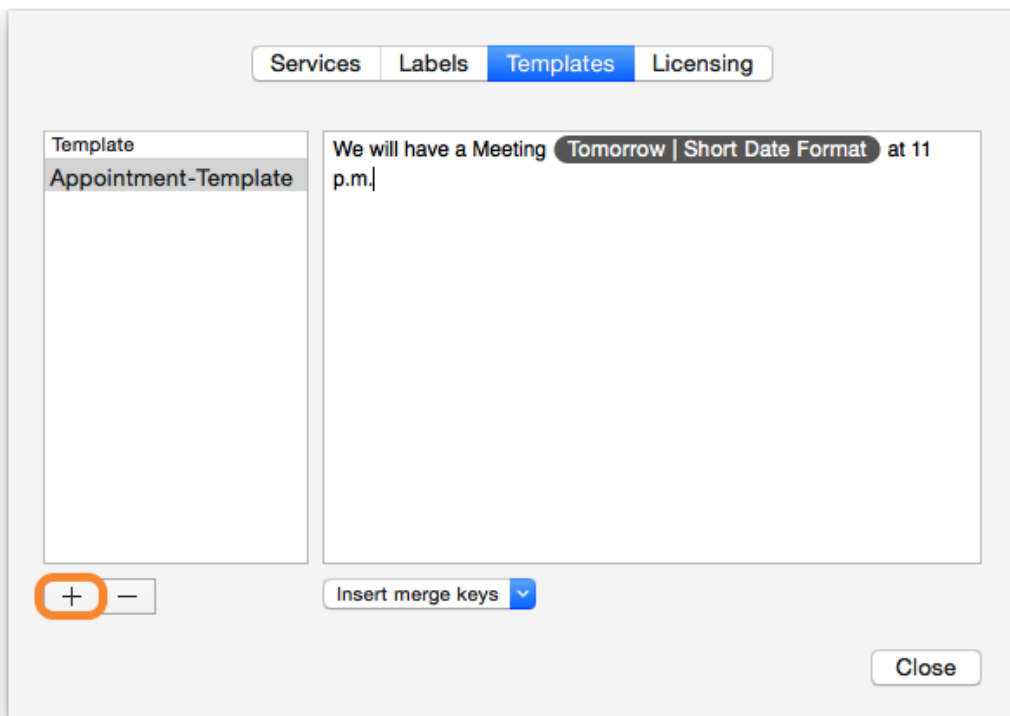 Services Labels Templates Licensing
Template
Appointment-Template
We will have a Meeting Tomorrow | Short Date Format at 11
p.m.
+ −
Insert merge keys
Close